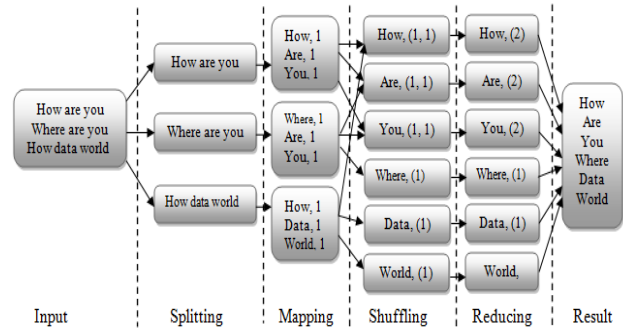 How are you
Where are you
How data world
How are you
Where are you
How data world
How, 1
Are, 1
You, 1
Where, 1
Are, 1
You, 1
How, 1
Data, 1
World, 1
How, (1, 1)
Are, (1, 1)
You, (1, 1)
Where, (1)
Data, (1)
World, (1)
How, (2)
Are, (2)
You, (2)
Where, (1)
Data, (1)
World,
How
Are
You
Where
Data
World
Input
Splitting
Mapping
Shuffling
Reducing
Result